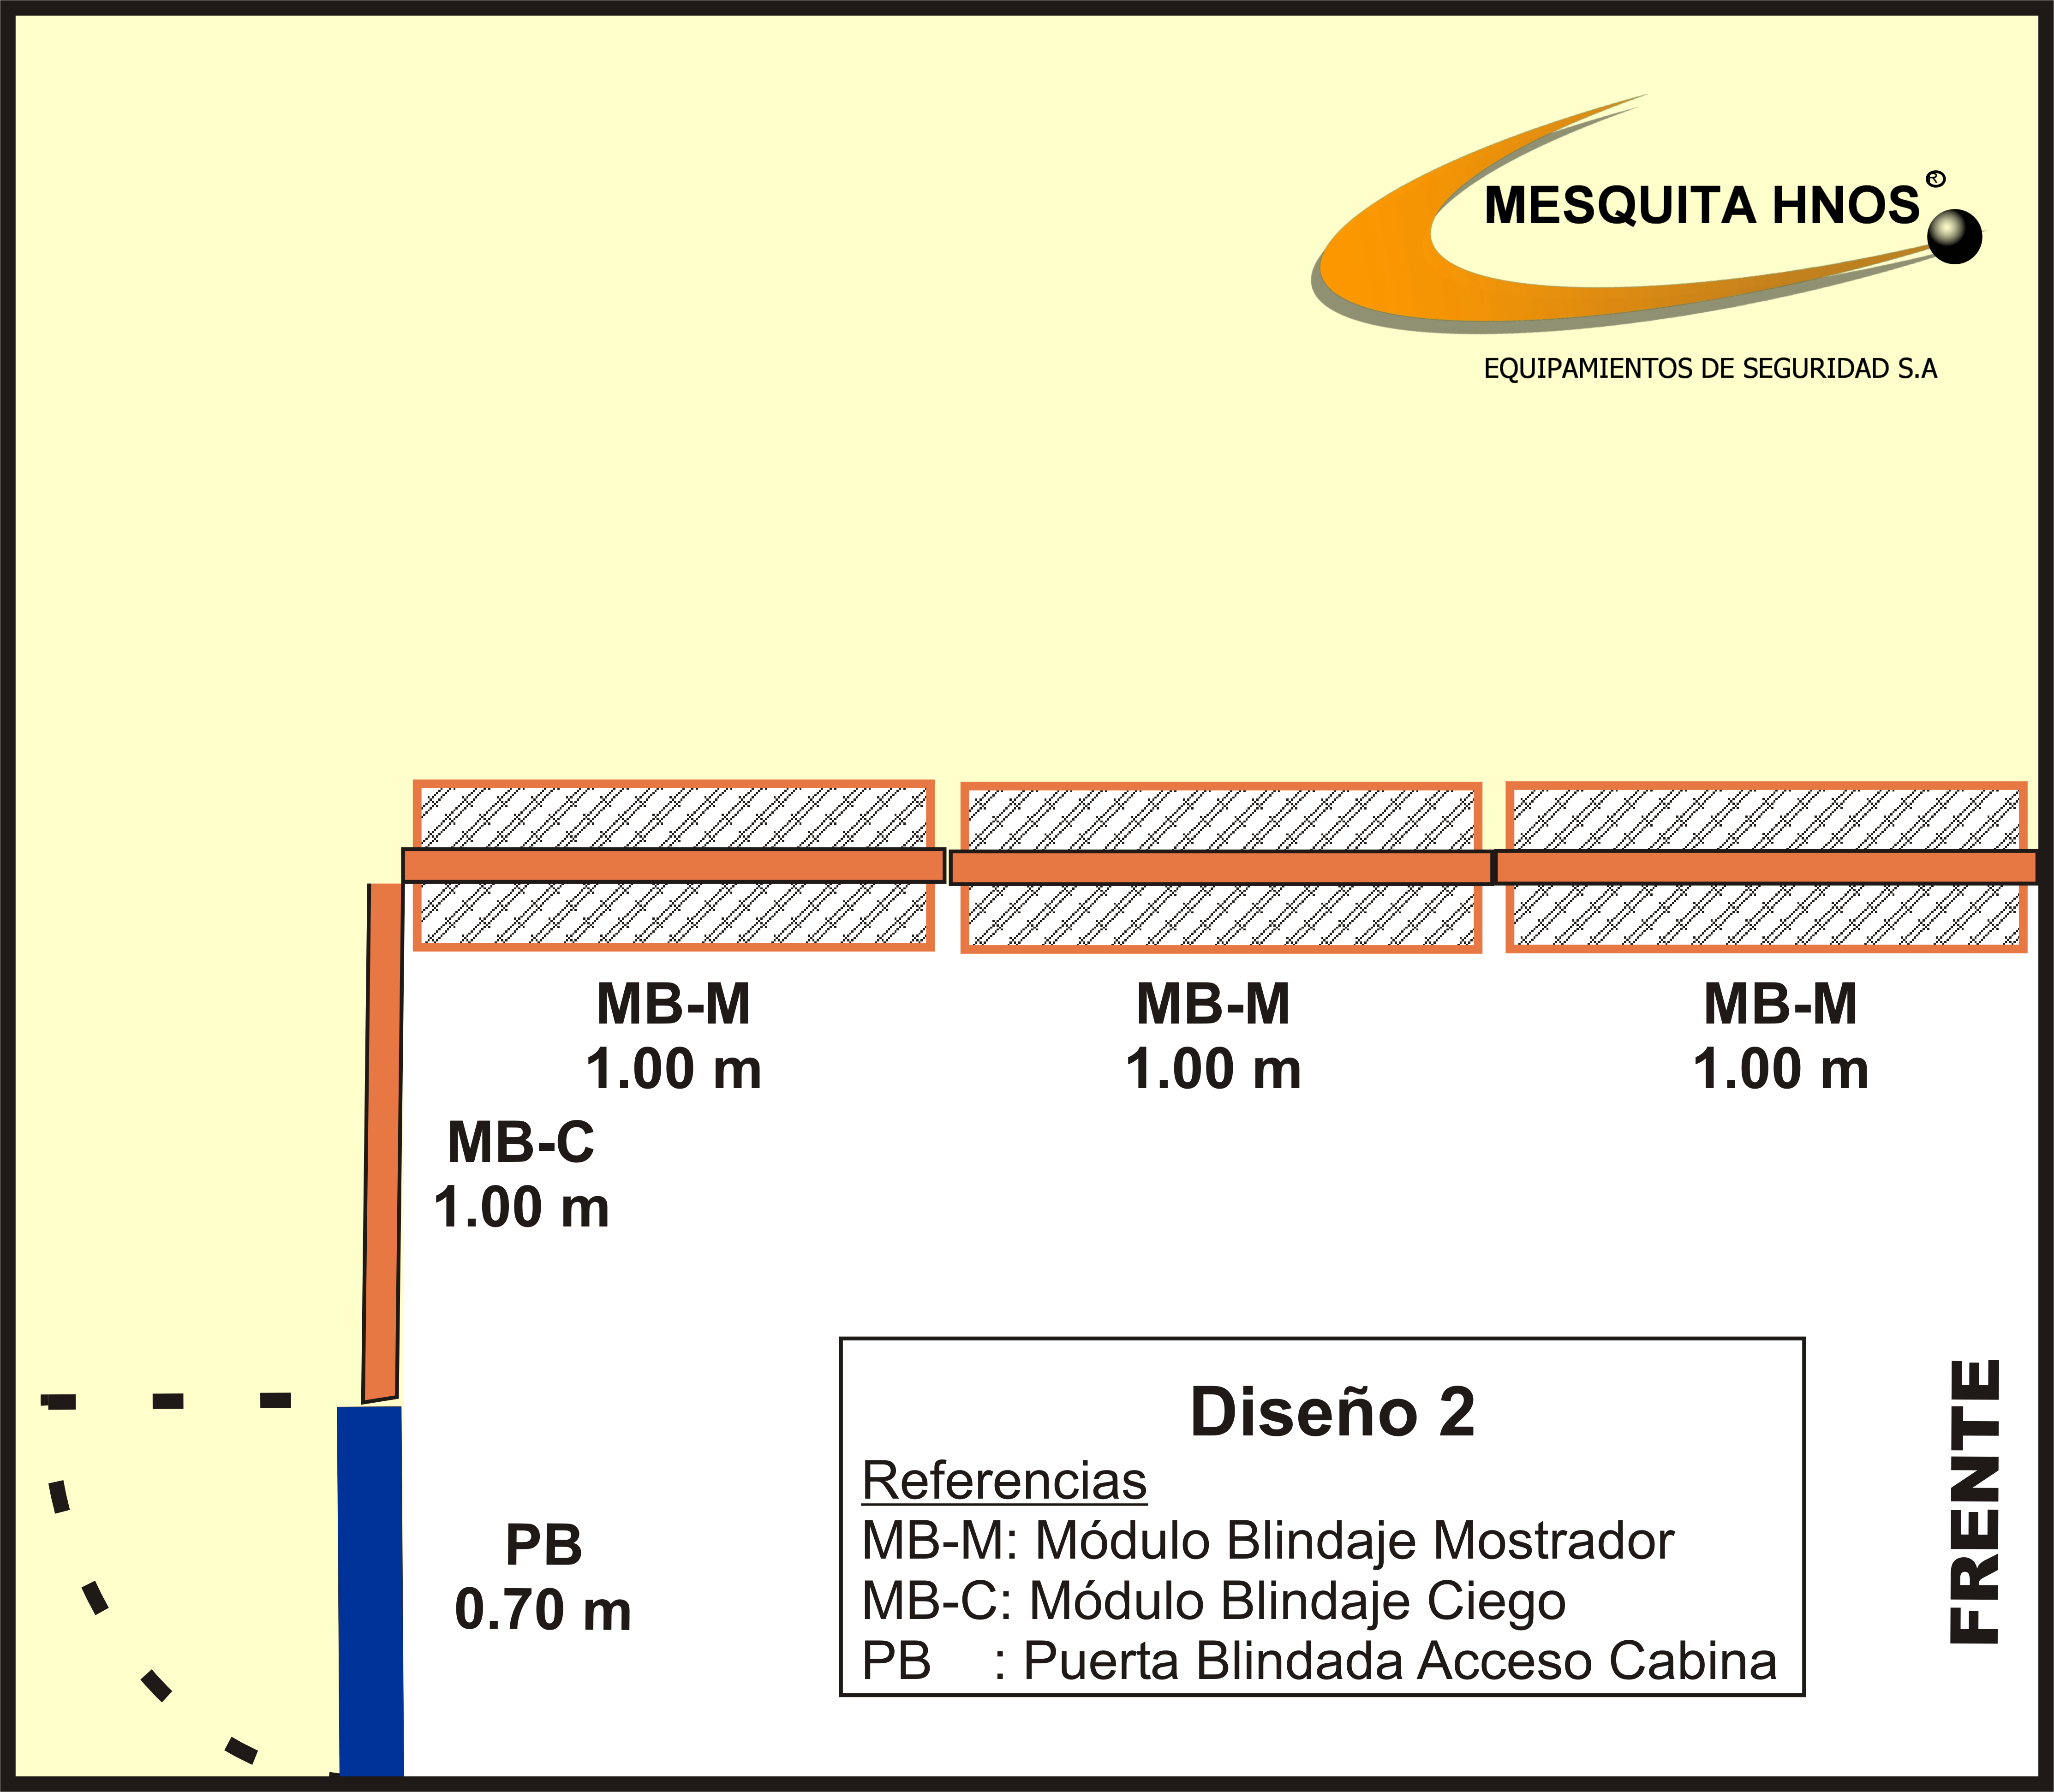 MESQUITA HNOS®
EQUIPAMIENTOS DE SEGURIDAD S.A
MB-M
1.00 m
MB-M
1.00 m
MB-M
1.00 m
MB-C
1.00 m
PB
0.70 m
Diseño 2
Referencias
MB-M: Módulo Blindaje Mostrador
MB-C: Módulo Blindaje Ciego
PB : Puerta Blindada Acceso Cabina
FRENTE